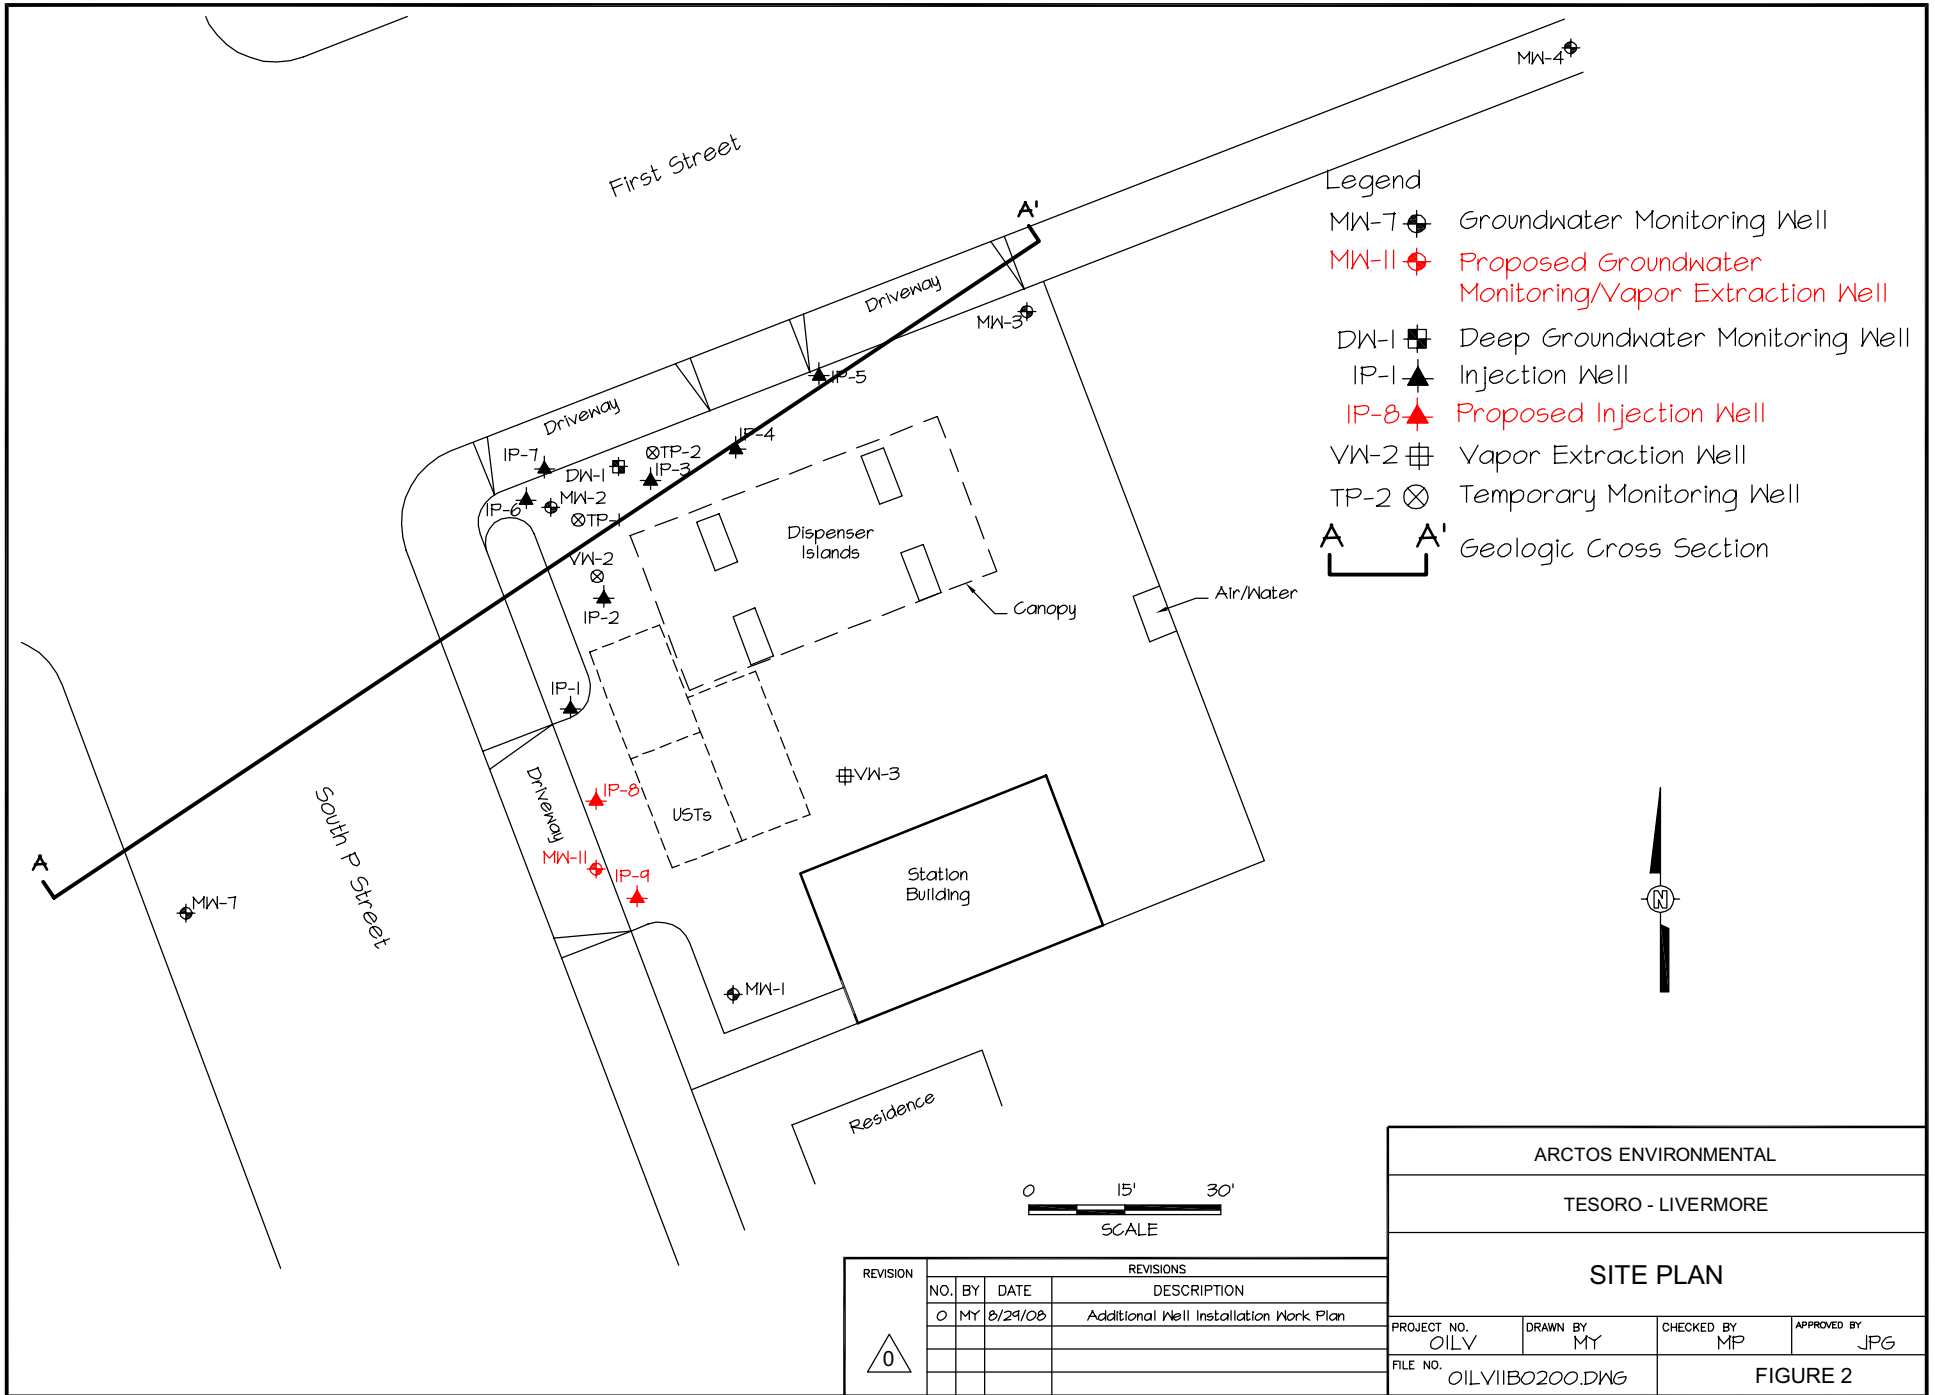 MW-4
First Street
A'
Legend
MW-7 Groundwater Monitoring Well
MW-11 Proposed Groundwater
Monitoring/Vapor Extraction Well
DW-1 Deep Groundwater Monitoring Well
IP-1 Injection Well
IP-8 Proposed Injection Well
VW-2 Vapor Extraction Well
TP-2 Temporary Monitoring Well
A A' Geologic Cross Section
Driveway
MW-3
IP-5
Driveway
IP-4
IP-7
TP-2
DW-1
IP-3
MW-2
IP-6
TP-1
Dispenser
Islands
VW-2
IP-2
Canopy
Air/Water
IP-1
Driveway
IP-8
VW-3
USTs
South P Street
A
MW-11
IP-9
Station
Building
MW-7
N
MW-1
Residence
0 15' 30'
SCALE
ARCTOS ENVIRONMENTAL
TESORO - LIVERMORE
SITE PLAN
PROJECT NO.
01LV
DRAWN BY
MY
CHECKED BY
MP
APPROVED BY
JPG
FILE NO.
01LV11B0200.DWG
FIGURE 2
REVISION
0
REVISIONS
NO. BY DATE DESCRIPTION
0 MY 8/29/08 Additional Well Installation Work Plan